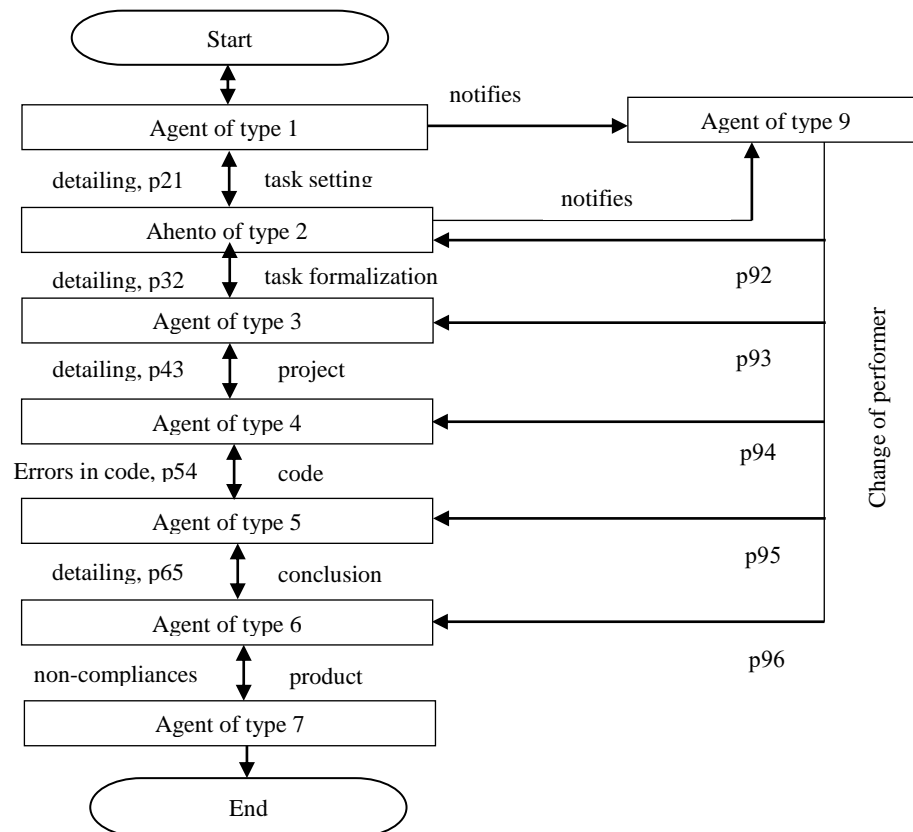 Start
notifies
Agent of type 1
Agent of type 9
detailing, p21
task setting
notifies
Ahento of type 2
detailing, p32
task formalization
p92
Agent of type 3
detailing, p43
project
p93
Change of performer
Agent of type 4
p94
Errors in code, p54
code
Agent of type 5
p95
detailing, p65
conclusion
Agent of type 6
p96
non-compliances
product
Agent of type 7
End